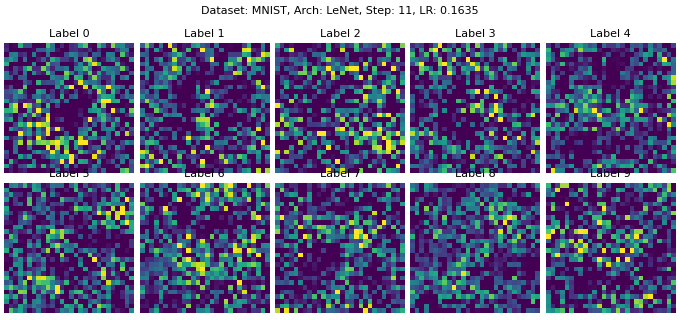 Dataset: MNIST, Arch: LeNet, Step: 11, LR: 0.1635
Label 0 Label 1 Label 2 Label 3 Label 4
Label 5 Label 6 Label 7 Label 8 Label 9